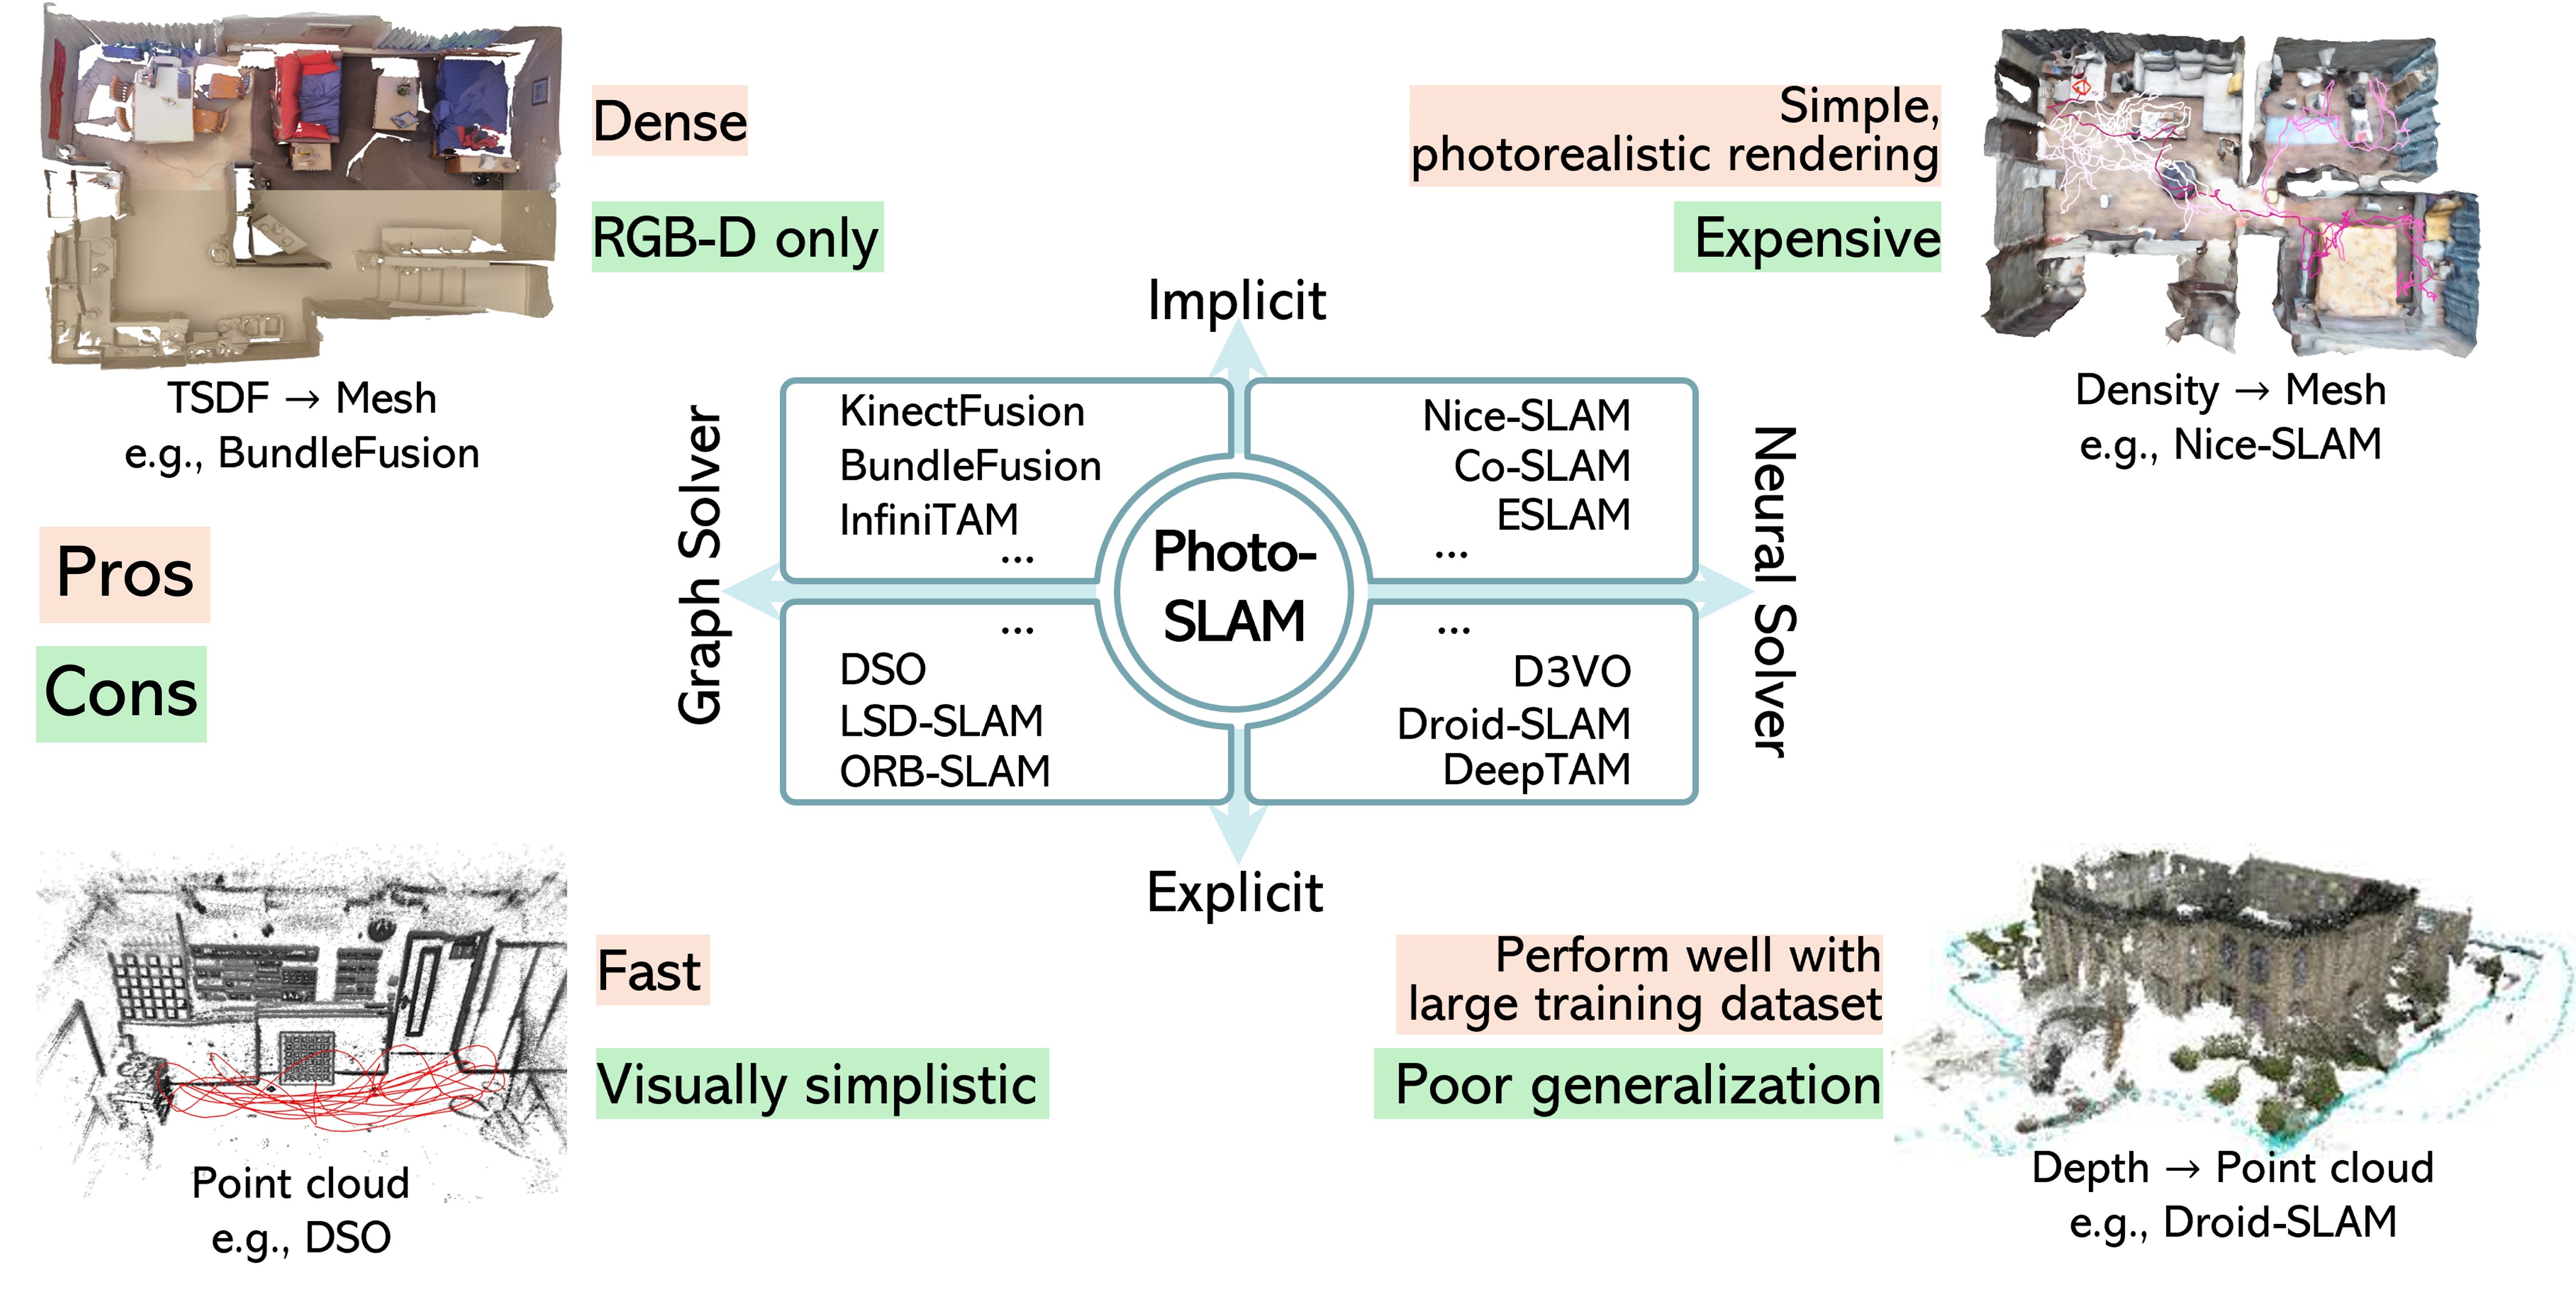 Dense
RGB-D only
TSDF → Mesh
e.g., BundleFusion
Simple,
photorealistic rendering
Expensive
Density → Mesh
e.g., Nice-SLAM
Pros
Cons
Implicit
Graph Solver
Neural Solver
KinectFusion
BundleFusion
InfiniTAM
...
Nice-SLAM
Co-SLAM
ESLAM
...
Photo-
SLAM
...
DSO
LSD-SLAM
ORB-SLAM
...
D3VO
Droid-SLAM
DeepTAM
Explicit
Fast
Visually simplistic
Point cloud
e.g., DSO
Perform well with
large training dataset
Poor generalization
Depth → Point cloud
e.g., Droid-SLAM